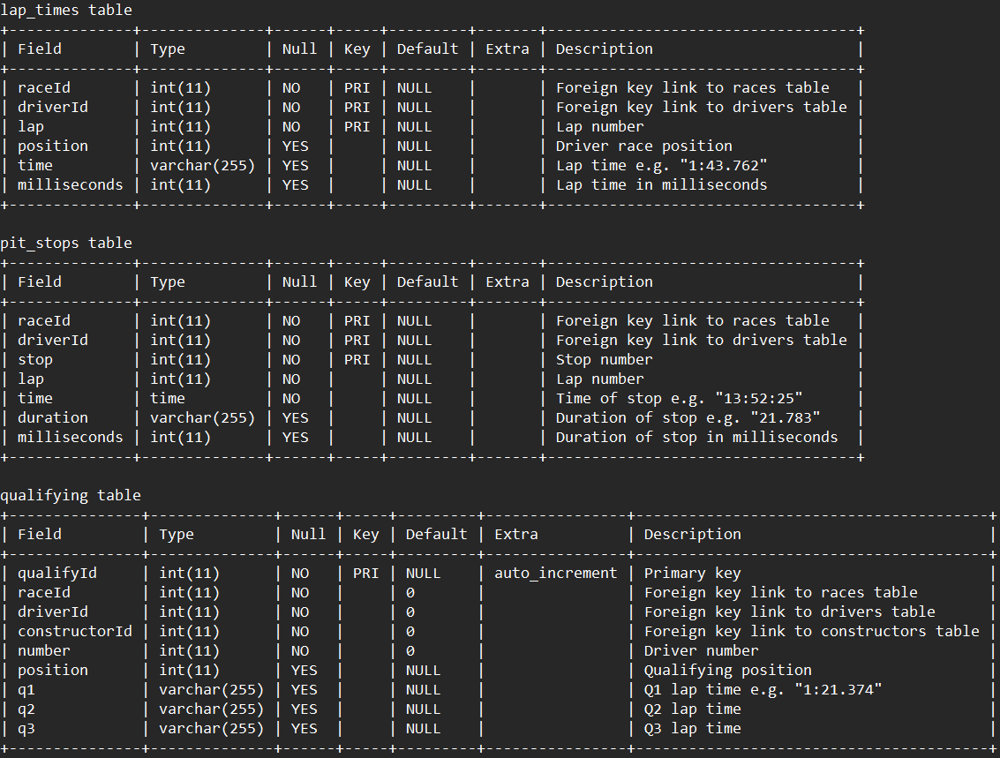 lap_times table
+--------------+--------------+------+-----+---------+-------+-----------------------------------+
| Field        | Type         | Null | Key | Default | Extra | Description                       |
+--------------+--------------+------+-----+---------+-------+-----------------------------------+
| raceId       | int(11)      | NO   | PRI | NULL    |       | Foreign key link to races table   |
| driverId     | int(11)      | NO   | PRI | NULL    |       | Foreign key link to drivers table |
| lap          | int(11)      | NO   | PRI | NULL    |       | Lap number                        |
| position     | int(11)      | YES  |     | NULL    |       | Driver race position              |
| time         | varchar(255) | YES  |     | NULL    |       | Lap time e.g. "1:43.762"          |
| milliseconds | int(11)      | YES  |     | NULL    |       | Lap time in milliseconds          |
+--------------+--------------+------+-----+---------+-------+-----------------------------------+
pit_stops table
+--------------+--------------+------+-----+---------+-------+-----------------------------------+
| Field        | Type         | Null | Key | Default | Extra | Description                       |
+--------------+--------------+------+-----+---------+-------+-----------------------------------+
| raceId       | int(11)      | NO   | PRI | NULL    |       | Foreign key link to races table   |
| driverId     | int(11)      | NO   | PRI | NULL    |       | Foreign key link to drivers table |
| stop         | int(11)      | NO   | PRI | NULL    |       | Stop number                       |
| lap          | int(11)      | NO   |     | NULL    |       | Lap number                        |
| time         | time         | NO   |     | NULL    |       | Time of stop e.g. "13:52:25"      |
| duration     | varchar(255) | YES  |     | NULL    |       | Duration of stop e.g. "21.783"    |
| milliseconds | int(11)      | YES  |     | NULL    |       | Duration of stop in milliseconds  |
+--------------+--------------+------+-----+---------+-------+-----------------------------------+
qualifying table
+---------------+--------------+------+-----+---------+----------------+----------------------------------------+
| Field         | Type         | Null | Key | Default | Extra          | Description                            |
+---------------+--------------+------+-----+---------+----------------+----------------------------------------+
| qualifyId     | int(11)      | NO   | PRI | NULL    | auto_increment | Primary key                            |
| raceId        | int(11)      | NO   |     | 0       |                | Foreign key link to races table        |
| driverId      | int(11)      | NO   |     | 0       |                | Foreign key link to drivers table      |
| constructorId | int(11)      | NO   |     | 0       |                | Foreign key link to constructors table |
| number        | int(11)      | NO   |     | 0       |                | Driver number                          |
| position      | int(11)      | YES  |     | NULL    |                | Qualifying position                    |
| q1            | varchar(255) | YES  |     | NULL    |                | Q1 lap time e.g. "1:21.374"            |
| q2            | varchar(255) | YES  |     | NULL    |                | Q2 lap time                            |
| q3            | varchar(255) | YES  |     | NULL    |                | Q3 lap time                            |
+---------------+--------------+------+-----+---------+----------------+----------------------------------------+